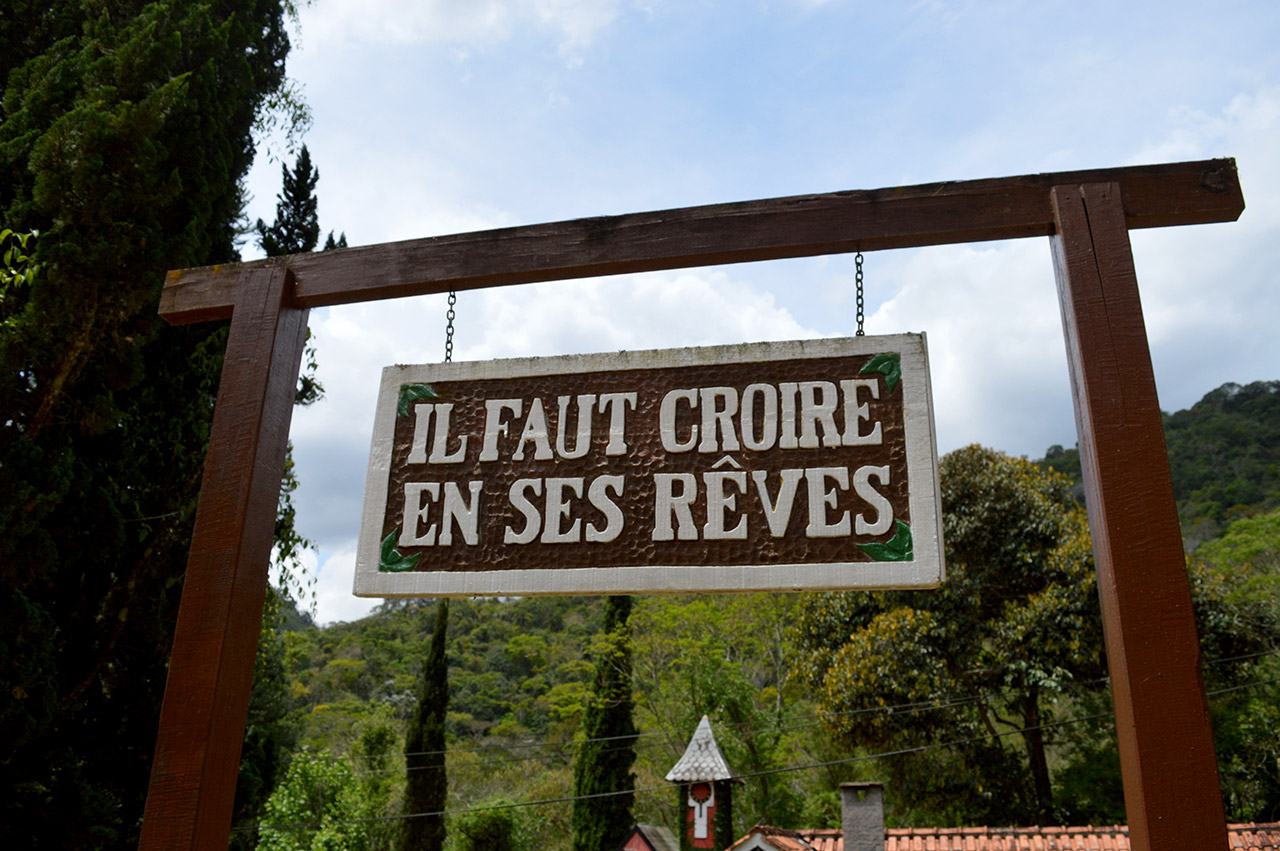 IL FAUT CROIRE
EN SES RÊVES